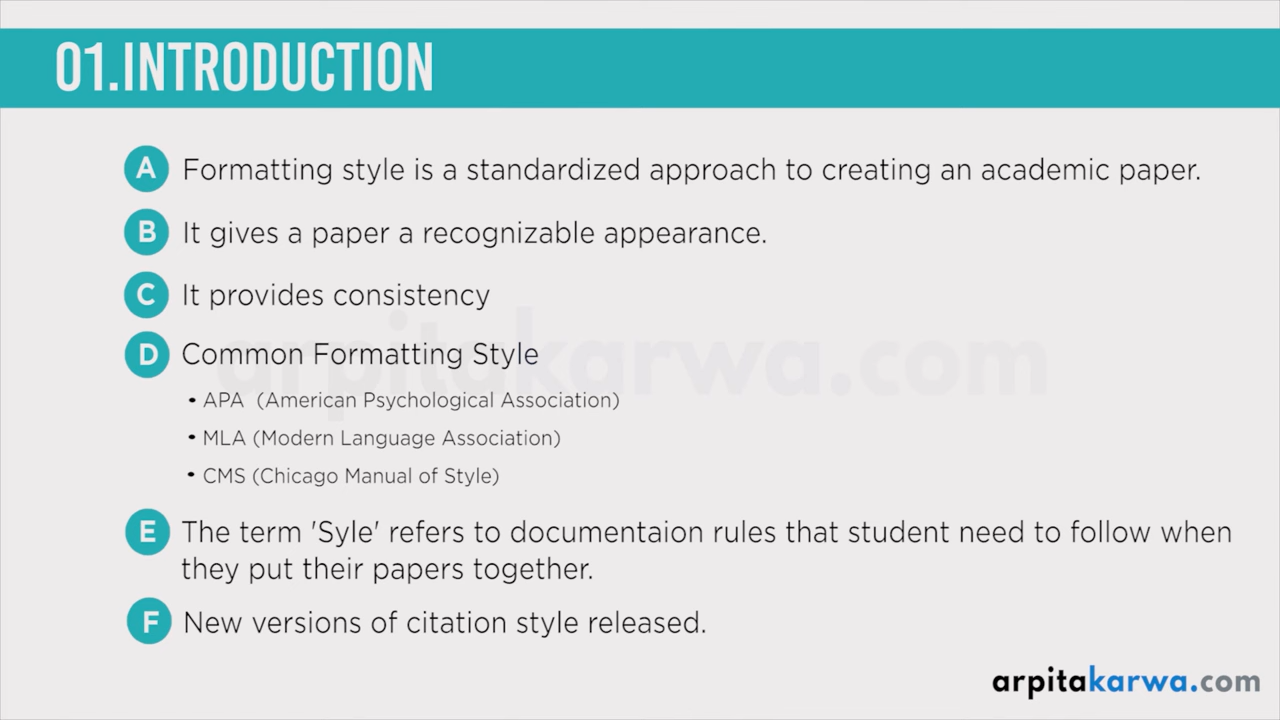 01.INTRODUCTION
A Formatting style is a standardized approach to creating an academic paper.
B It gives a paper a recognizable appearance.
C It provides consistency
arpitakarwa.com
D Common Formatting Style
• APA (American Psychological Association)
• MLA (Modern Language Association)
• CMS (Chicago Manual of Style)
E The term 'Syle' refers to documentaion rules that student need to follow when
they put their papers together.
F New versions of citation style released.
arpitakarwa.com